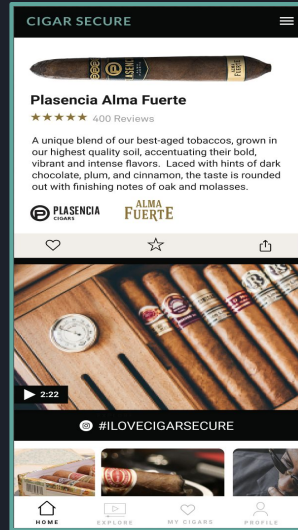 CIGAR SECURE
Plasencia Alma Fuerte
★★★★★ 400 Reviews
A unique blend of our best-aged tobaccos, grown in
our highest quality soil, accentuating their bold,
vibrant and intense flavors. Laced with hints of dark
chocolate, plum, and cinnamon, the taste is rounded
out with finishing notes of oak and molasses.
PLASENCIA
CIGARS
ALMA
FUERTE
2:22
#ILOVECIGARSECURE
HOME EXPLORE MY CIGARS PROFILE